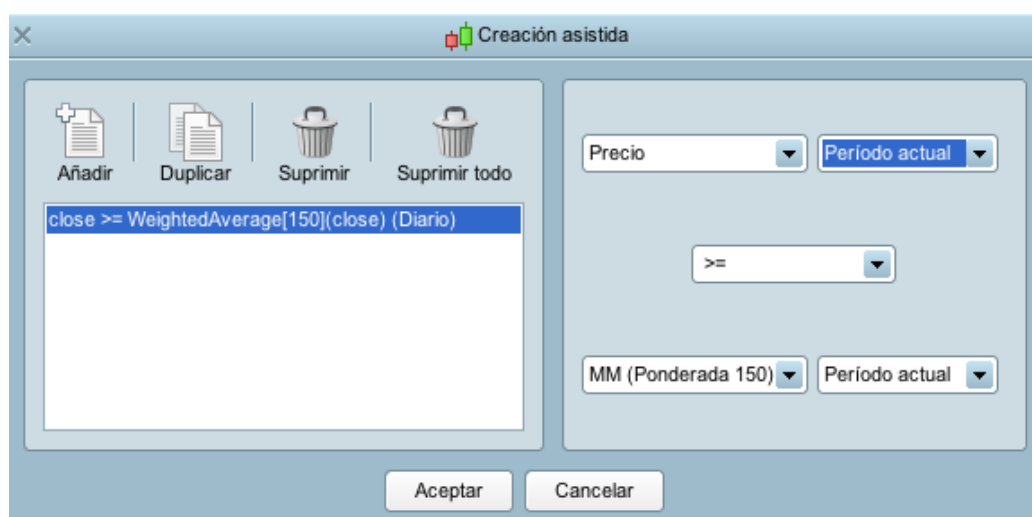 Creación asistida
Añadir
Duplicar
Suprimir
Suprimir todo
close >= WeightedAverage[150](close) (Diario)
Precio
Período actual
>=
MM (Ponderada 150)
Período actual
Aceptar
Cancelar